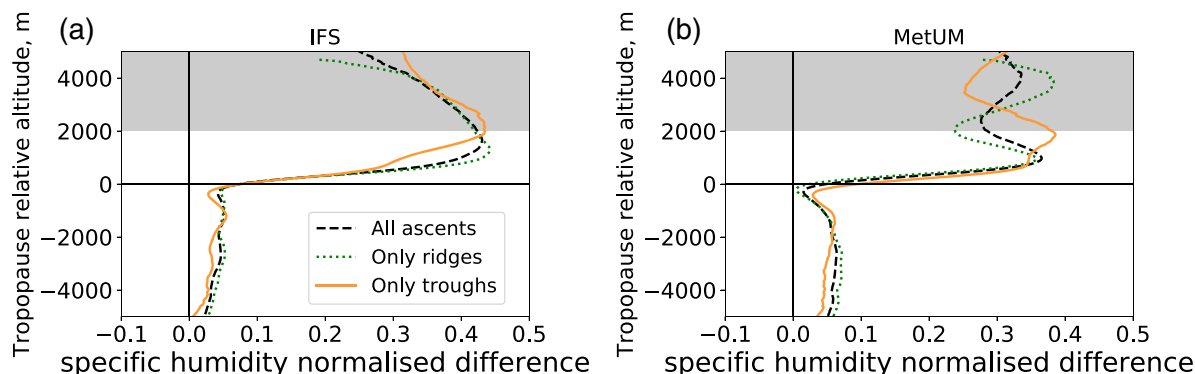 (a)
IFS
Tropopause relative altitude, m
4000
2000
0
−2000
−4000
All ascents
Only ridges
Only troughs
−0.1 0.0 0.1 0.2 0.3 0.4 0.5
specific humidity normalised difference
(b)
MetUM
Tropopause relative altitude, m
4000
2000
0
−2000
−4000
−0.1 0.0 0.1 0.2 0.3 0.4 0.5
specific humidity normalised difference